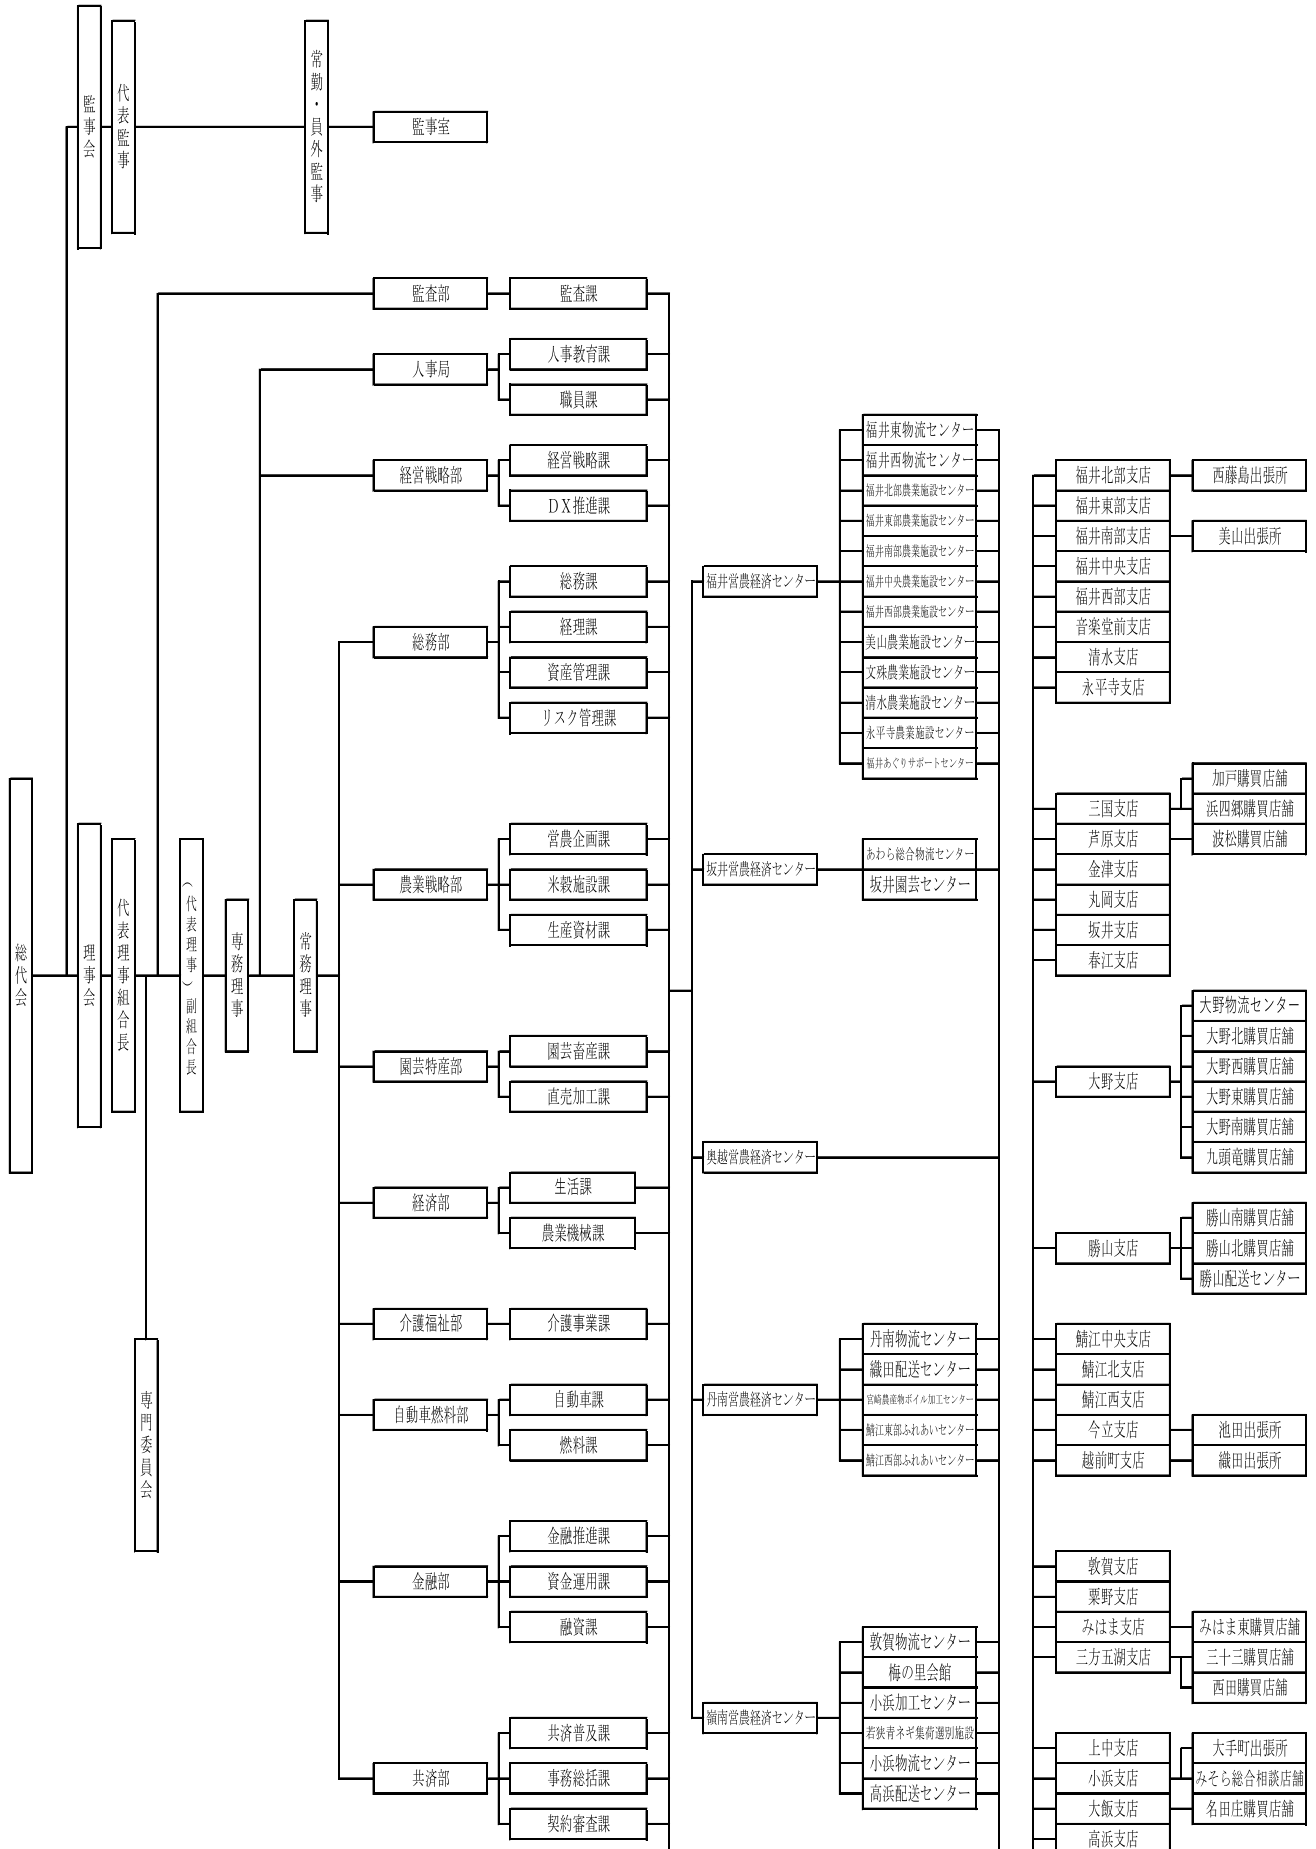 総代会
監事会
代表監事
常勤・員外監事
監事室
理事会
代表理事組合長
専門委員会
（代表理事）副組合長
専務理事
常務理事
監査部
監査課
人事局
人事教育課
職員課
経営戦略部
経営戦略課
DX推進課
総務部
総務課
経理課
資産管理課
リスク管理課
農業戦略部
営農企画課
米穀施設課
生産資材課
園芸特産部
園芸畜産課
直売加工課
経済部
生活課
農業機械課
介護福祉部
介護事業課
自動車燃料部
自動車課
燃料課
金融部
金融推進課
資金運用課
融資課
共済部
共済普及課
事務総括課
契約審査課
福井営農経済センター
福井東物流センター
福井西物流センター
福井北部農業施設センター
福井東部農業施設センター
福井南部農業施設センター
福井中央農業施設センター
福井西部農業施設センター
美山農業施設センター
文殊農業施設センター
清水農業施設センター
永平寺農業施設センター
福井あぐりサポートセンター
坂井営農経済センター
あわら総合物流センター
坂井園芸センター
奥越営農経済センター
丹南営農経済センター
丹南物流センター
織田配送センター
宮崎農産物ボイル加工センター
鯖江東部ふれあいセンター
鯖江西部ふれあいセンター
嶺南営農経済センター
敦賀物流センター
梅の里会館
小浜加工センター
若狭青ネギ集荷選別施設
小浜物流センター
高浜配送センター
福井北部支店
西藤島出張所
福井東部支店
福井南部支店
美山出張所
福井中央支店
福井西部支店
音楽堂前支店
清水支店
永平寺支店
三国支店
加戸購買店舗
浜四郷購買店舗
芦原支店
波松購買店舗
金津支店
丸岡支店
坂井支店
春江支店
大野支店
大野物流センター
大野北購買店舗
大野西購買店舗
大野東購買店舗
大野南購買店舗
九頭竜購買店舗
勝山支店
勝山南購買店舗
勝山北購買店舗
勝山配送センター
鯖江中央支店
鯖江北支店
鯖江西支店
今立支店
池田出張所
越前町支店
織田出張所
敦賀支店
粟野支店
みはま支店
みはま東購買店舗
三方五湖支店
三十三購買店舗
西田購買店舗
上中支店
小浜支店
大手町出張所
みそら総合相談店舗
大飯支店
名田庄購買店舗
高浜支店